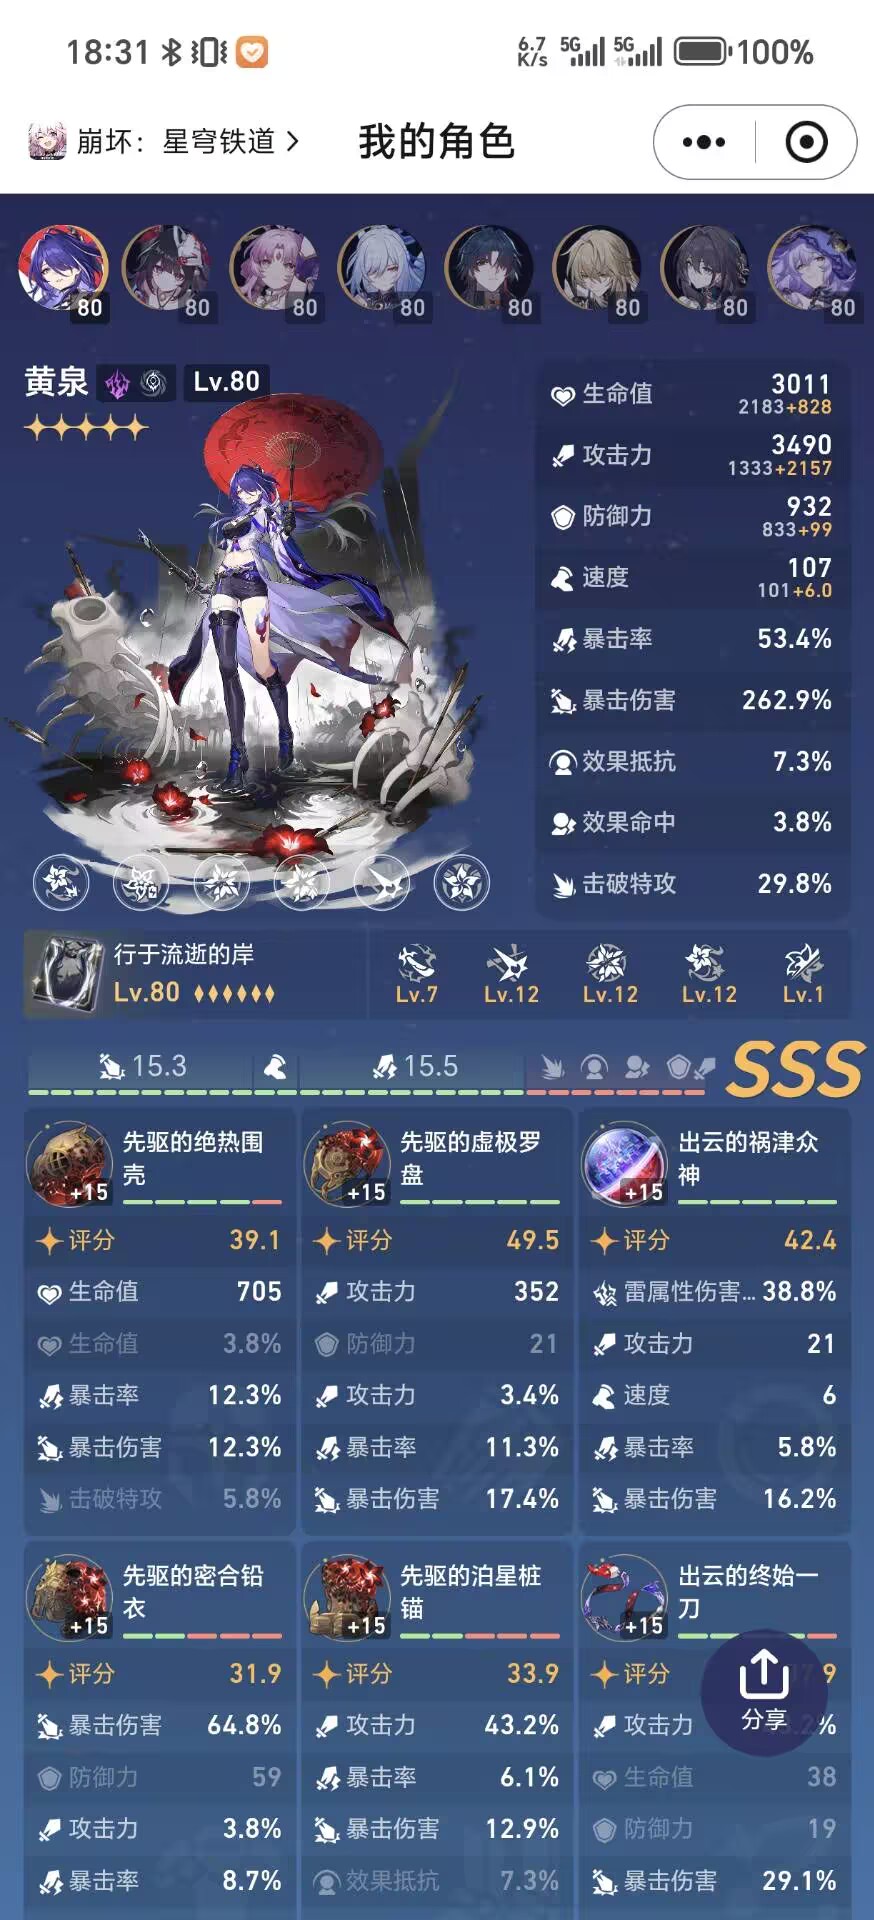 18:31 6.7 K/s 5G 5G 100%
崩坏：星穹铁道 > 我的角色
80 80 80 80 80 80 80 80
黄泉 Lv.80
生命值 3011
2183+828
攻击力 3490
1333+2157
防御力 932
833+99
速度 107
101+6.0
暴击率 53.4%
暴击伤害 262.9%
效果抵抗 7.3%
效果命中 3.8%
击破特攻 29.8%
行于流逝的岸
Lv.80
Lv.7 Lv.12 Lv.12 Lv.12 Lv.1
15.3 15.5 SSS
先驱的绝热围
壳
+15
评分 39.1
生命值 705
生命值 3.8%
暴击率 12.3%
暴击伤害 12.3%
击破特攻 5.8%
先驱的虚极罗
盘
+15
评分 49.5
攻击力 352
防御力 21
攻击力 3.4%
暴击率 11.3%
暴击伤害 17.4%
出云的祸津众
神
+15
评分 42.4
雷属性伤害... 38.8%
攻击力 21
速度 6
暴击率 5.8%
暴击伤害 16.2%
先驱的密合铅
衣
+15
评分 31.9
暴击伤害 64.8%
防御力 59
攻击力 3.8%
暴击率 8.7%
先驱的泊星桩
锚
+15
评分 33.9
攻击力 43.2%
暴击率 6.1%
暴击伤害 12.9%
效果抵抗 7.3%
出云的终始一
刀
+15
评分
攻击力
生命值 38
防御力 19
暴击伤害 29.1%
分享